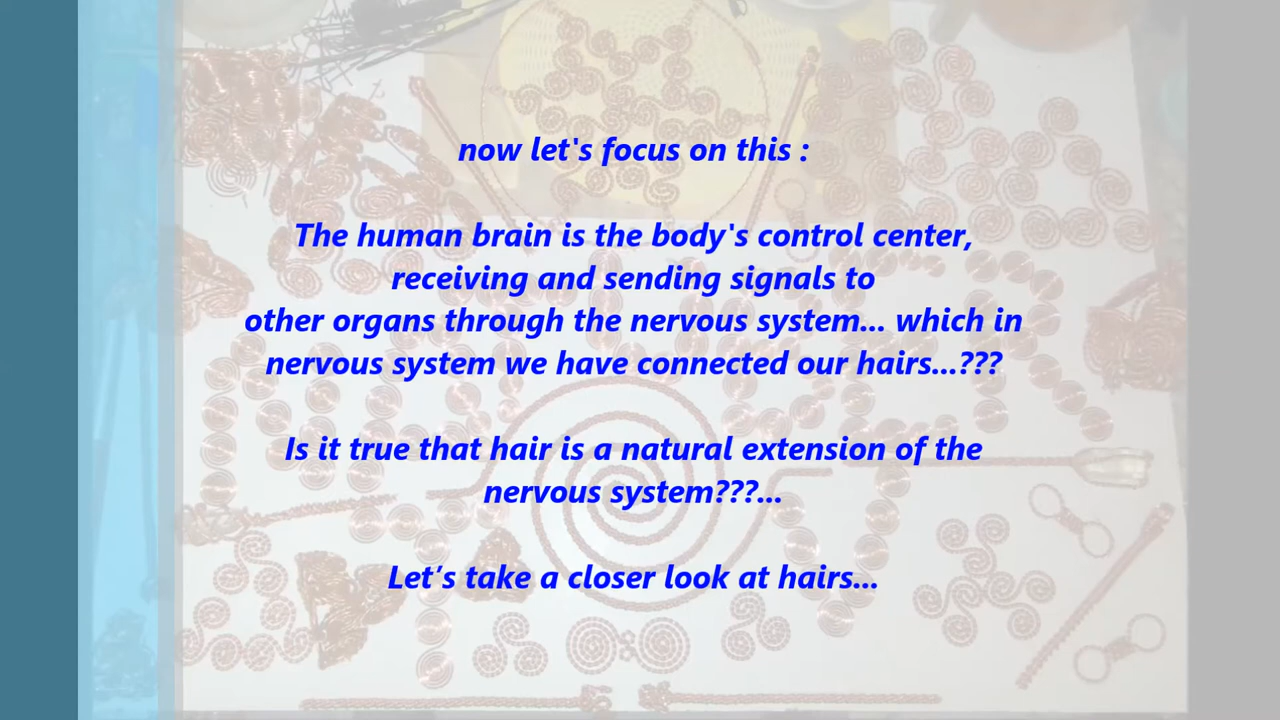 now let's focus on this :
The human brain is the body's control center,
receiving and sending signals to
other organs through the nervous system... which in
nervous system we have connected our hairs...???
Is it true that hair is a natural extension of the
nervous system???...
Let’s take a closer look at hairs...